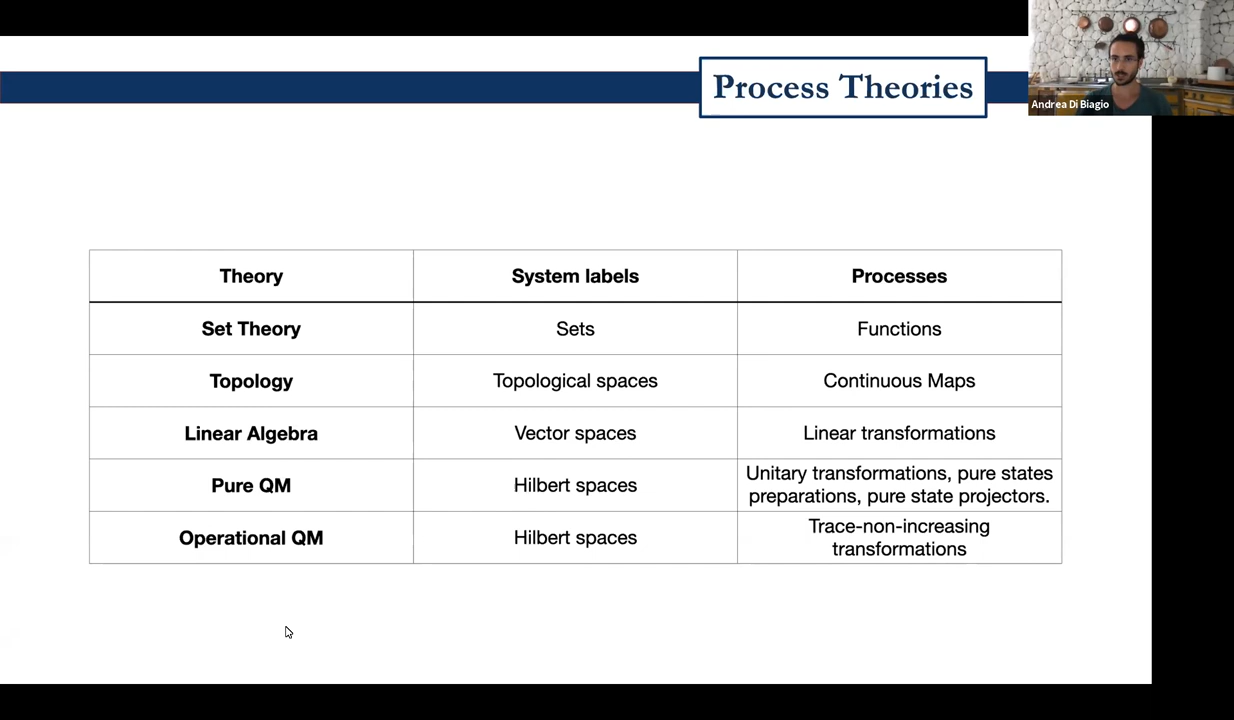 Process Theories
Andrea Di Biagio
Theory System labels Processes
Set Theory Sets Functions
Topology Topological spaces Continuous Maps
Linear Algebra Vector spaces Linear transformations
Pure QM Hilbert spaces Unitary transformations, pure states
preparations, pure state projectors.
Operational QM Hilbert spaces Trace-non-increasing
transformations